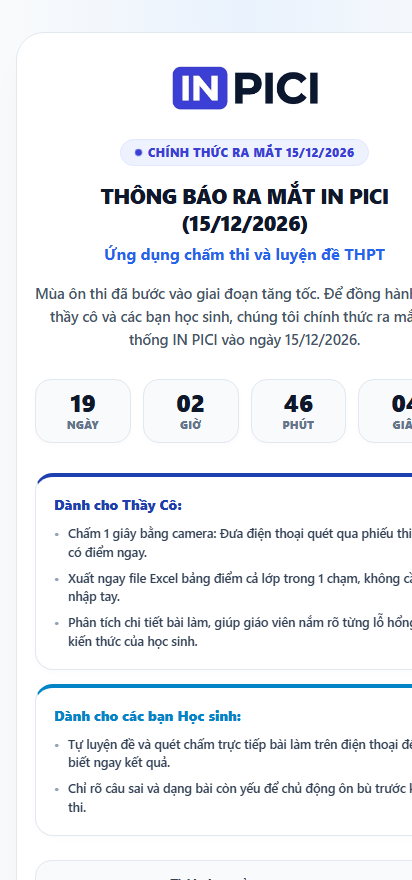 IN PICI
CHÍNH THỨC RA MẮT 15/12/2026
THÔNG BÁO RA MẮT IN PICI
(15/12/2026)
Ứng dụng chấm thi và luyện đề THPT
Mùa ôn thi đã bước vào giai đoạn tăng tốc. Để đồng hành
thầy cô và các bạn học sinh, chúng tôi chính thức ra
thống IN PICI vào ngày 15/12/2026.
19 02 46
NGÀY GIỜ PHÚT
Dành cho Thầy Cô:
• Chấm 1 giây bằng camera: Đưa điện thoại quét qua phiếu thi
có điểm ngay.
• Xuất ngay file Excel bảng điểm cả lớp trong 1 chạm, không
nhập tay.
• Phân tích chi tiết bài làm, giúp giáo viên nắm rõ từng lỗ hổng
kiến thức của học sinh.
Dành cho các bạn Học sinh:
• Tự luyện đề và quét chấm trực tiếp bài làm trên điện thoại
biết ngay kết quả.
• Chỉ rõ câu sai và dạng bài còn yếu để chủ động ôn bù trước
thi.